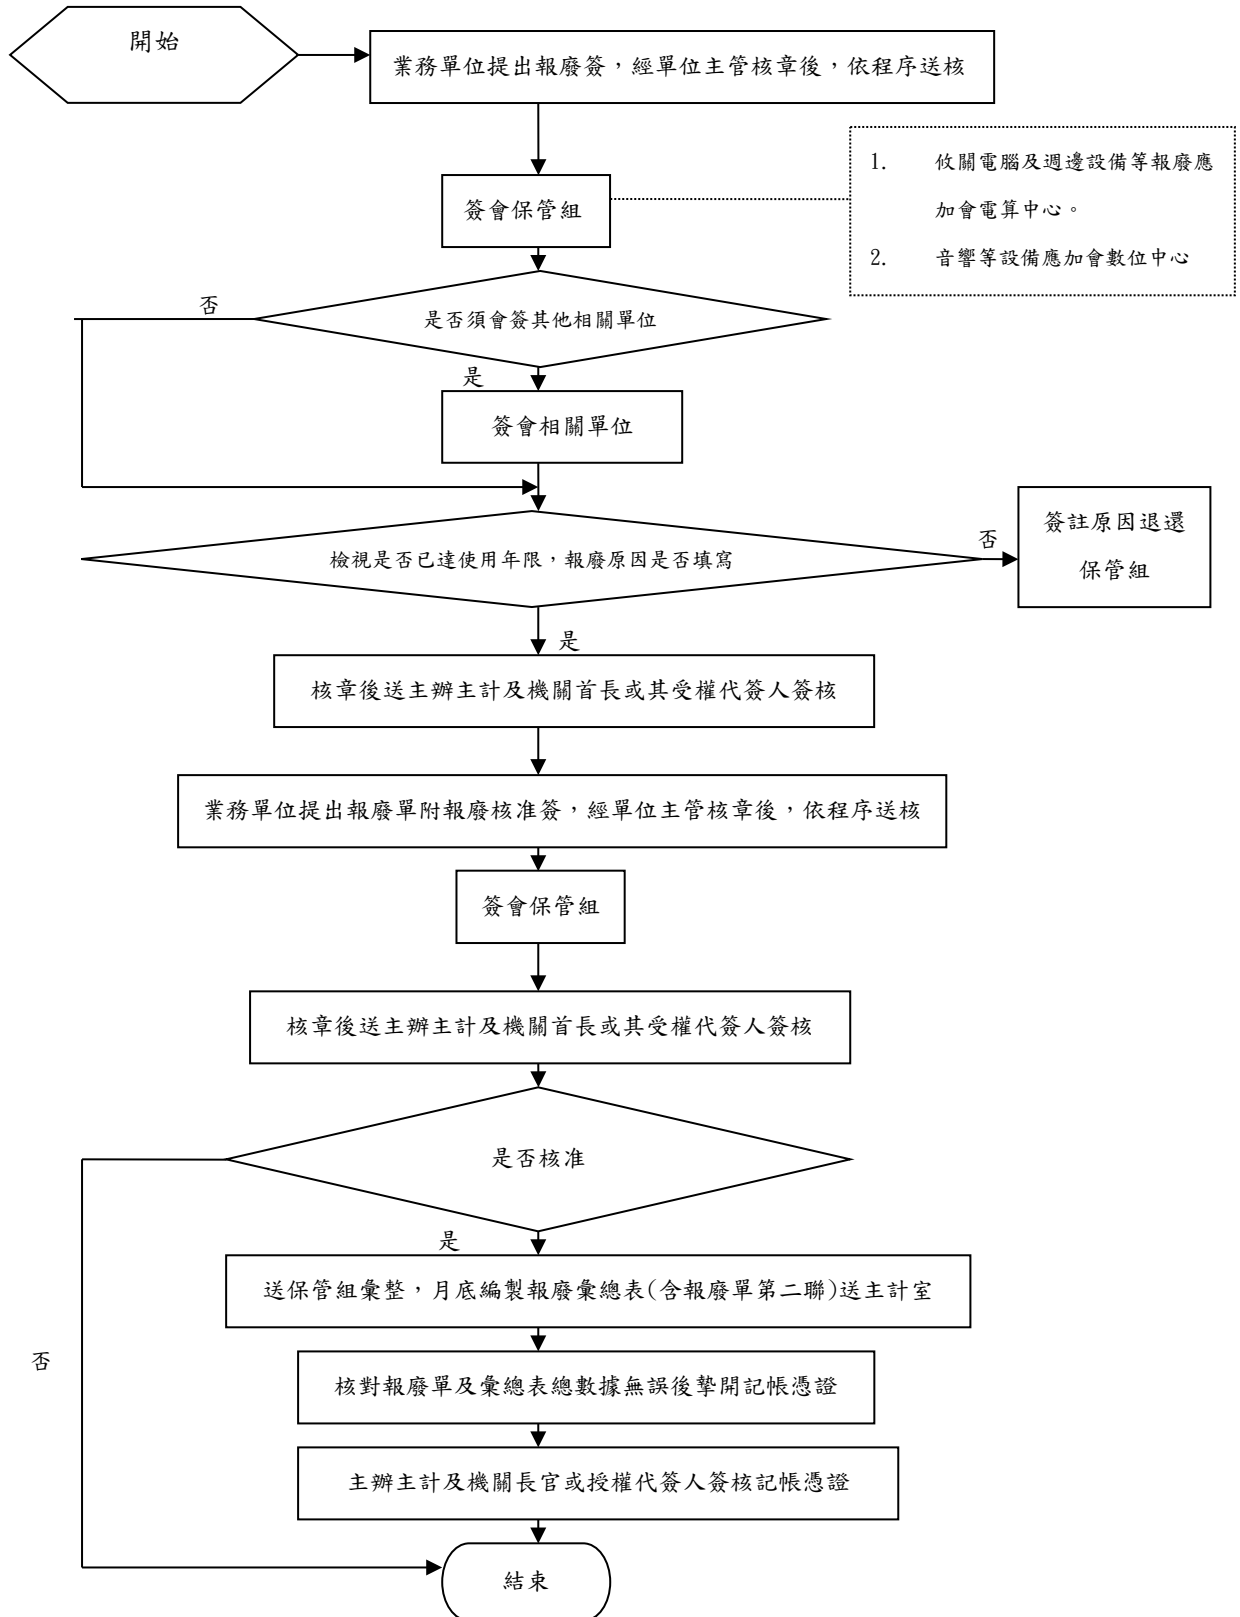 開始
業務單位提出報廢簽，經單位主管核章後，依程序送核
1. 攸關電腦及週邊設備等報廢應
加會電算中心。
2. 音響等設備應加會數位中心
簽會保管組
否
是否須會簽其他相關單位
是
簽會相關單位
檢視是否已達使用年限，報廢原因是否填寫
否
簽註原因退還
保管組
是
核章後送主辦主計及機關首長或其受權代簽人簽核
業務單位提出報廢單附報廢核准簽，經單位主管核章後，依程序送核
簽會保管組
核章後送主辦主計及機關首長或其受權代簽人簽核
是否核准
是
送保管組彙整，月底編製報廢彙總表(含報廢單第二聯)送主計室
否
核對報廢單及彙總表總數據無誤後摯開記帳憑證
主辦主計及機關長官或授權代簽人簽核記帳憑證
結束